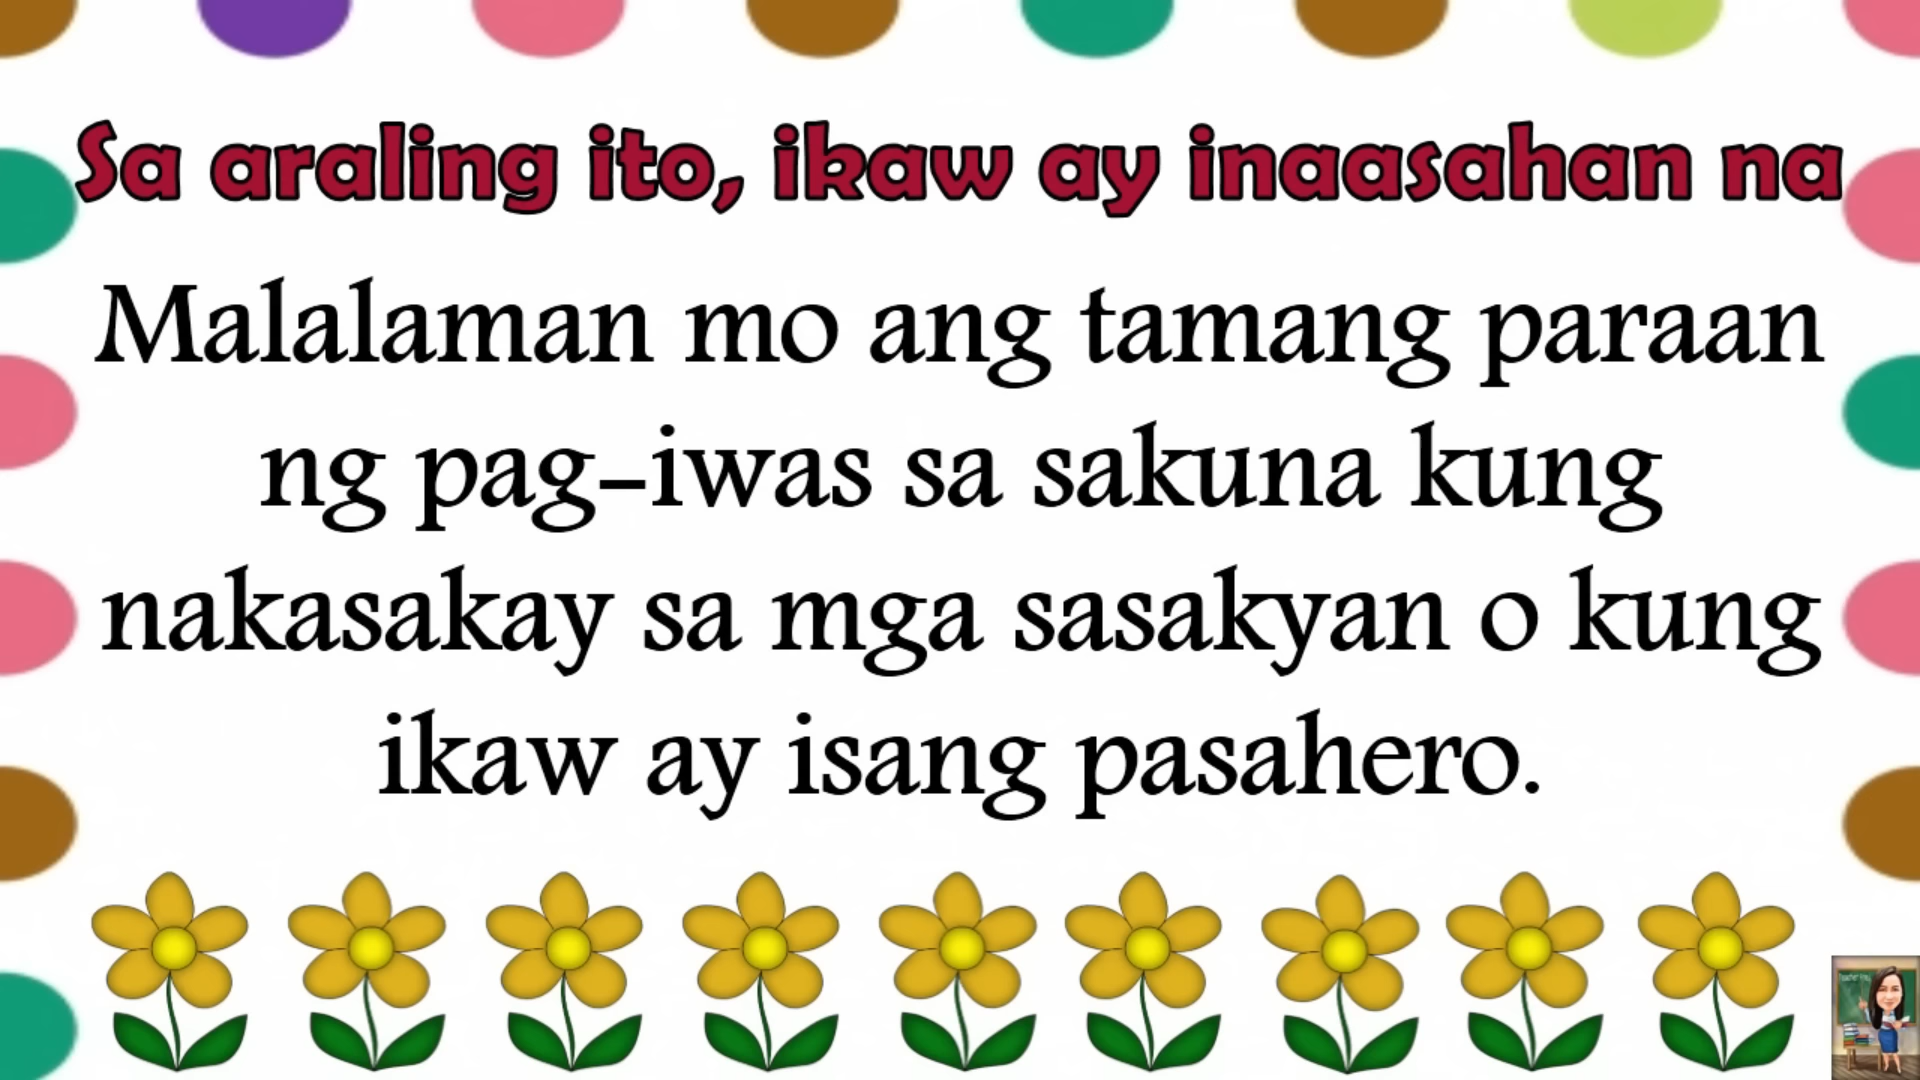 Sa araling ito, ikaw ay inaasahan na
Malalaman mo ang tamang paraan
ng pag-iwas sa sakuna kung
nakasakay sa mga sasakyan o kung
ikaw ay isang pasahero.